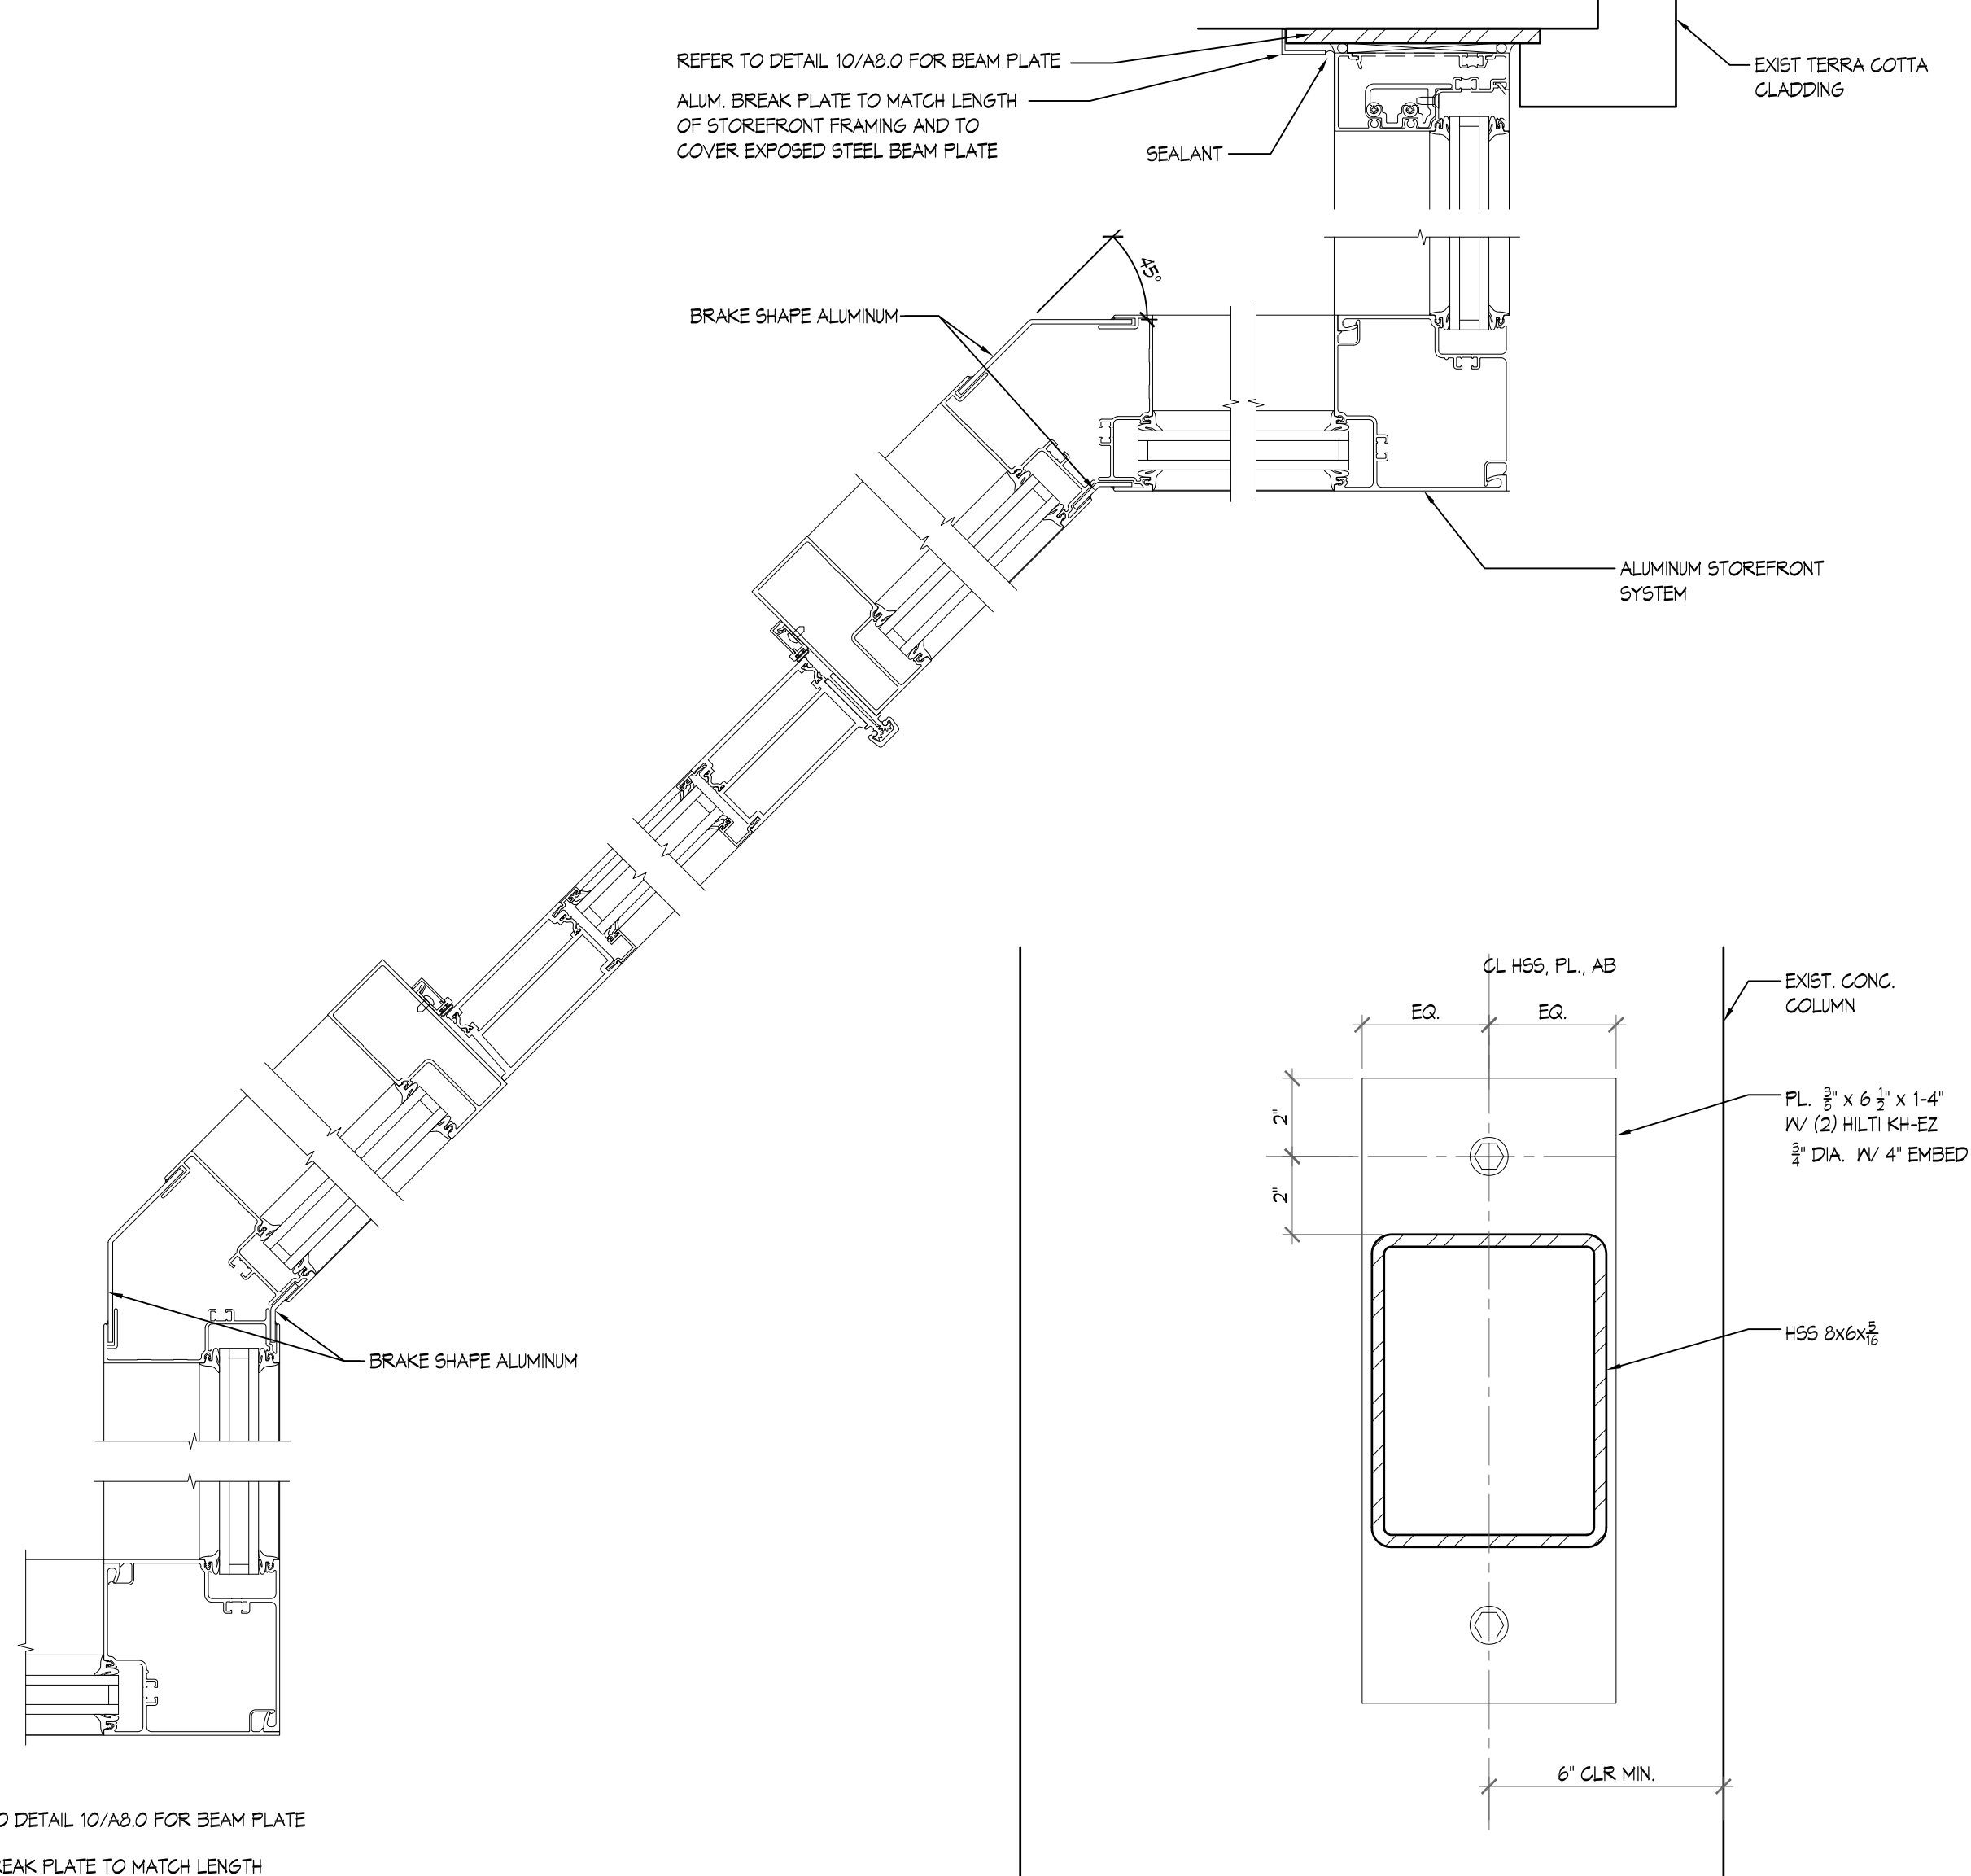 REFER TO DETAIL 10/A8.0 FOR BEAM PLATE
ALUM. BREAK PLATE TO MATCH LENGTH
OF STOREFRONT FRAMING AND TO
COVER EXPOSED STEEL BEAM PLATE
SEALANT
EXIST TERRA COTTA
CLADDING
45°
BRAKE SHAPE ALUMINUM
ALUMINUM STOREFRONT
SYSTEM
BRAKE SHAPE ALUMINUM
CL HSS, PL., AB
EQ.
EQ.
2"
2"
EXIST. CONC.
COLUMN
PL. 3/8" X 6 1/2" X 1-4"
W/ (2) HILTI KH-EZ
3/4" DIA. W/ 4" EMBED
HSS 8X6X5/16
6" CLR MIN.
O DETAIL 10/A8.0 FOR BEAM PLATE
EAK PLATE TO MATCH LENGTH